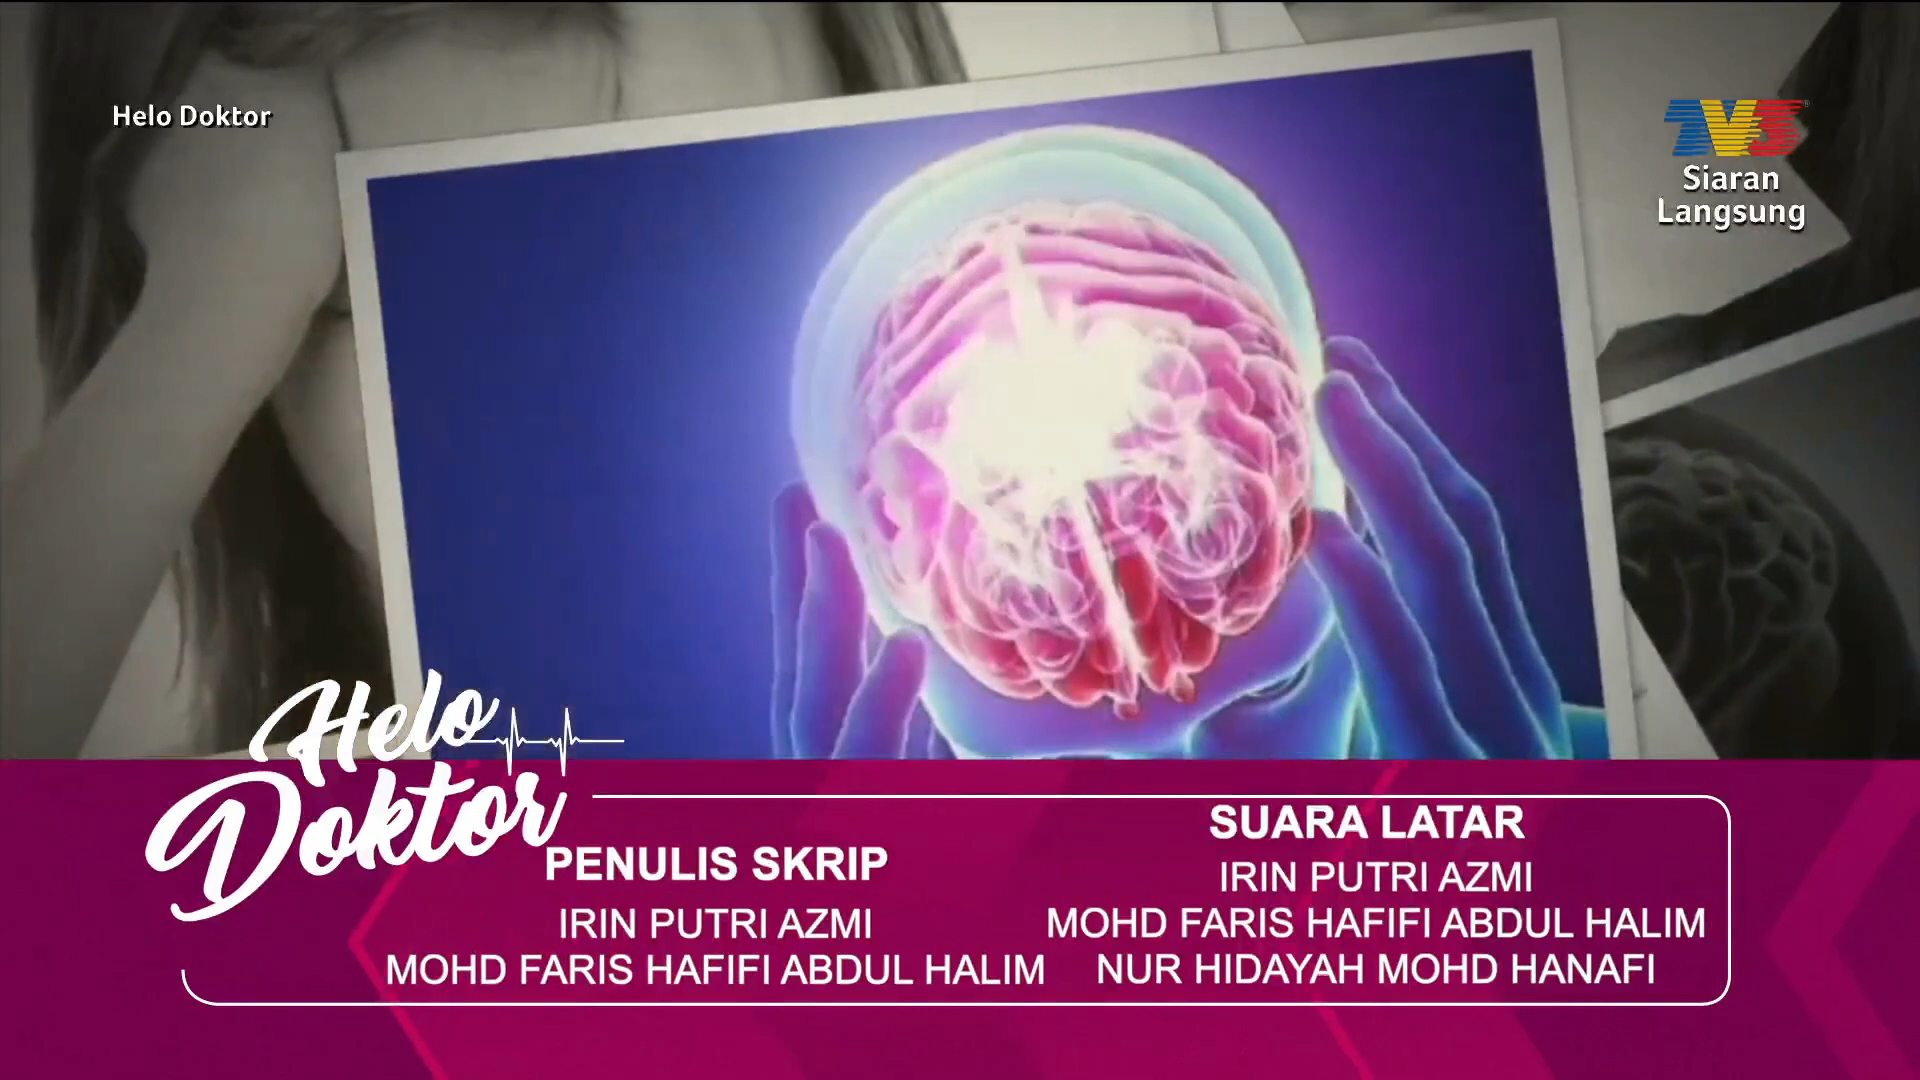 Helo Doktor
TV3
Siaran
Langsung
Helo
Doktor
PENULIS SKRIP
IRIN PUTRI AZMI
MOHD FARIS HAFIFI ABDUL HALIM
SUARA LATAR
IRIN PUTRI AZMI
MOHD FARIS HAFIFI ABDUL HALIM
NUR HIDAYAH MOHD HANAFI